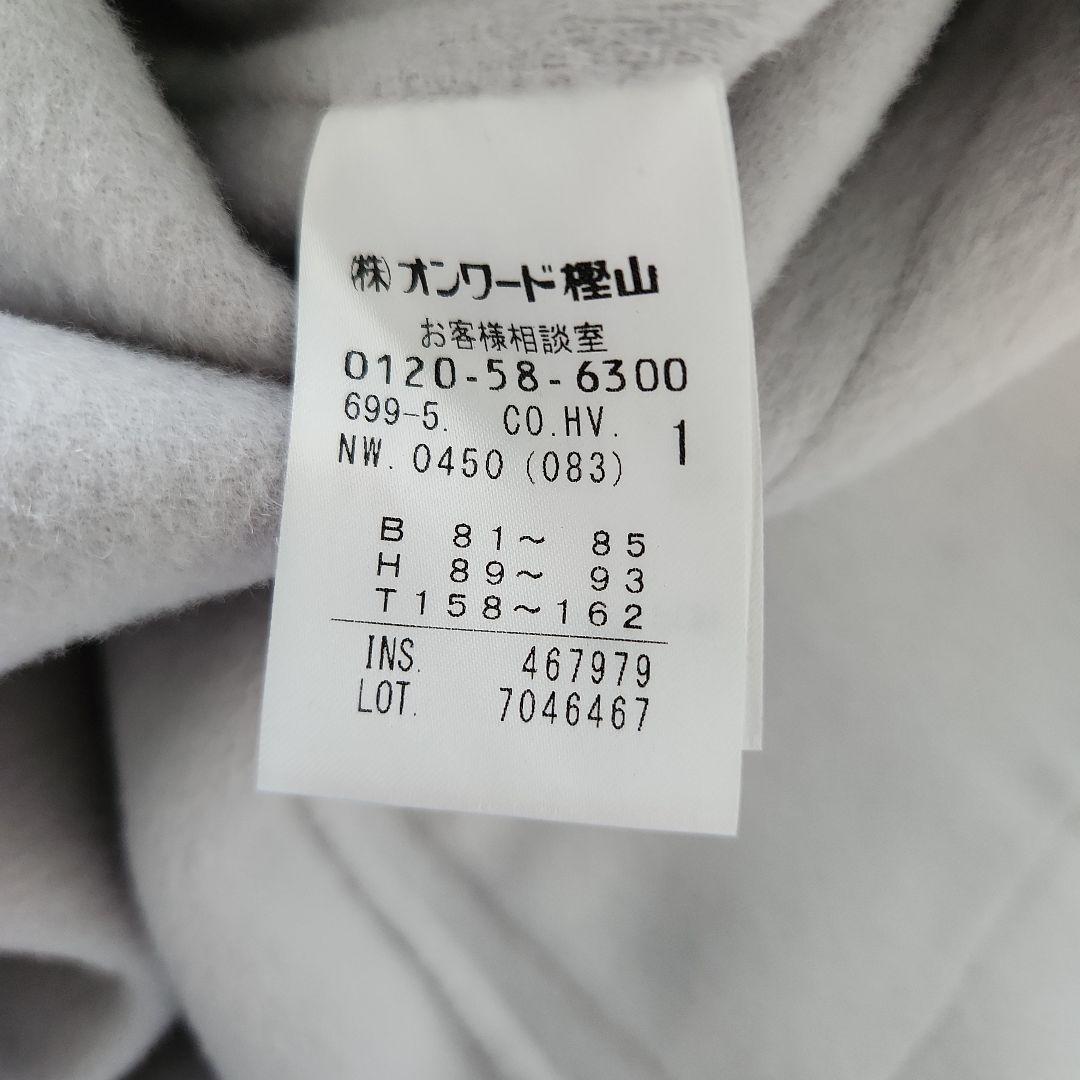 ㈱オンワード樫山
お客様相談室
0120-58-6300
699-5. CO.HV. 1
NW. 0450 (083)
B 81～ 85
H 89～ 93
T158～162
INS. 467979
LOT. 7046467